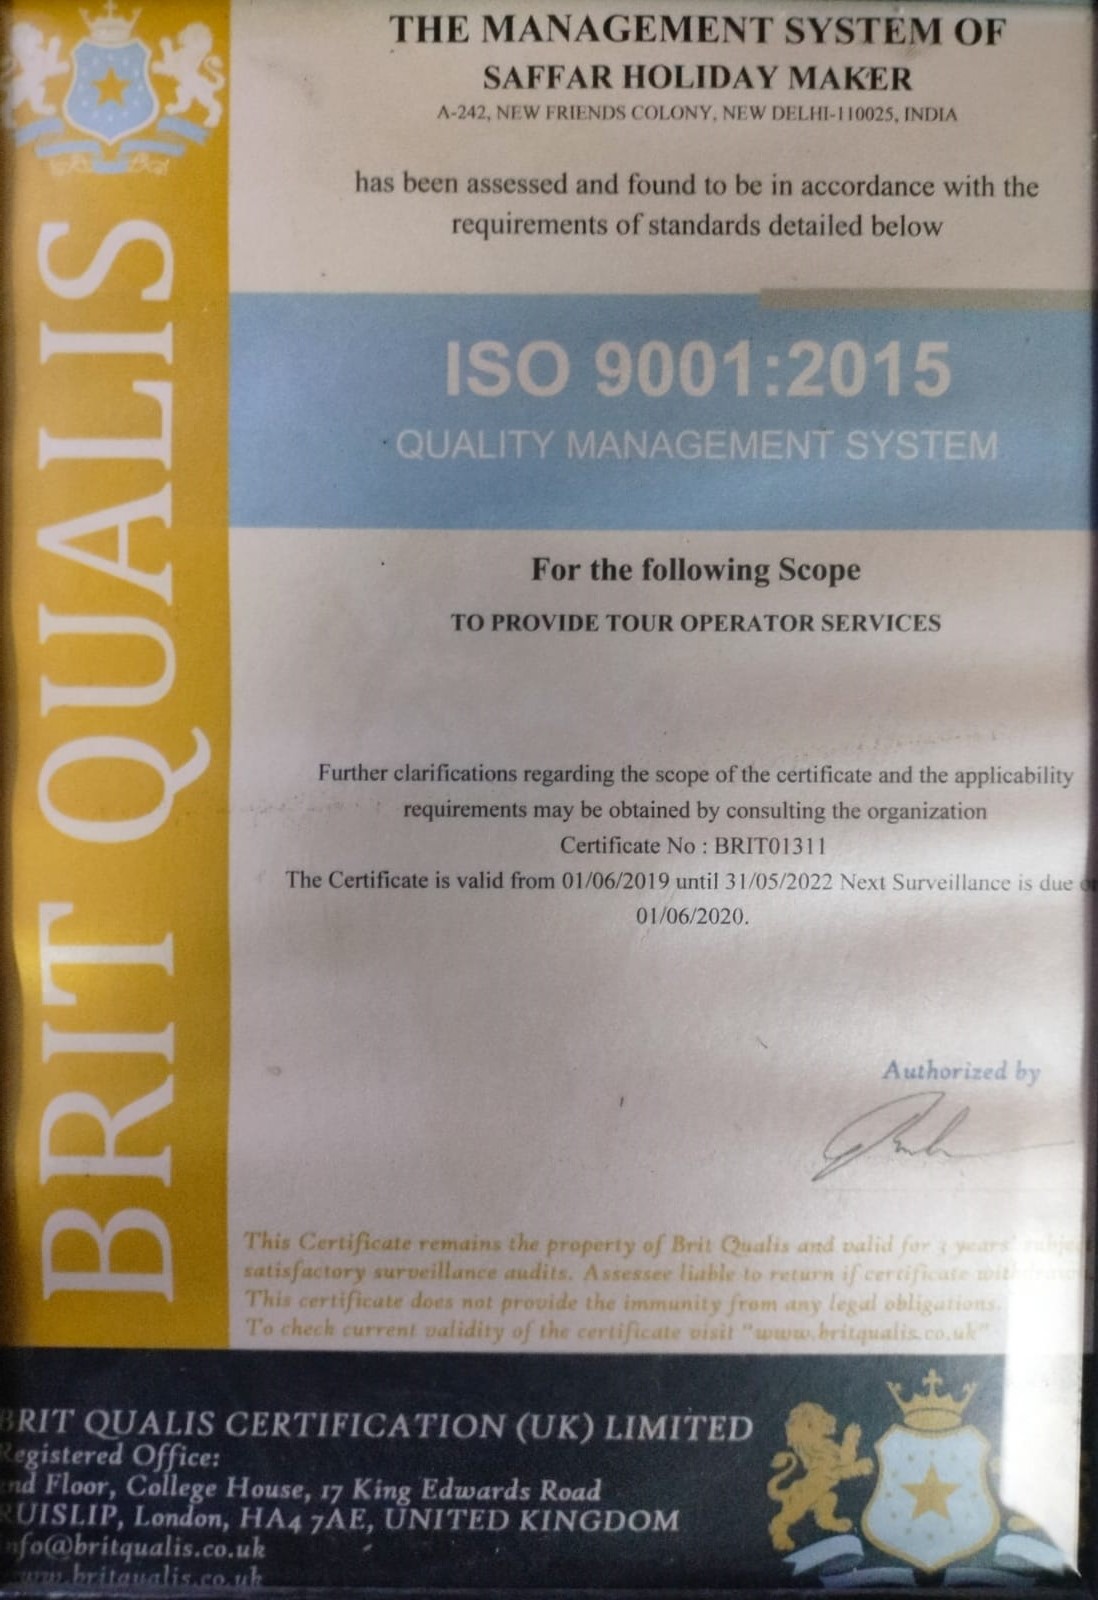 THE MANAGEMENT SYSTEM OF
SAFFAR HOLIDAY MAKER
A-242, NEW FRIENDS COLONY, NEW DELHI-110025, INDIA
has been assessed and found to be in accordance with the
requirements of standards detailed below
BRIT QUALIS
ISO 9001:2015
QUALITY MANAGEMENT SYSTEM
For the following Scope
TO PROVIDE TOUR OPERATOR SERVICES
Further clarifications regarding the scope of the certificate and the applicability
requirements may be obtained by consulting the organization
Certificate No : BRIT01311
The Certificate is valid from 01/06/2019 until 31/05/2022 Next Surveillance is due
01/06/2020.
Authorized by
This Certificate remains the property of Brit Qualis and valid for 3 years
satisfactory surveillance audits. Assessee liable to return if certificate
This certificate does not provide the immunity from any legal obligations.
To check current validity of the certificate visit "www.britqualis.co.uk"
BRIT QUALIS CERTIFICATION (UK) LIMITED
Registered Office:
Floor, College House, 17 King Edwards Road
RUISLIP, London, HA4 7AE, UNITED KINGDOM
info@britqualis.co.uk
www.britqualis.co.uk